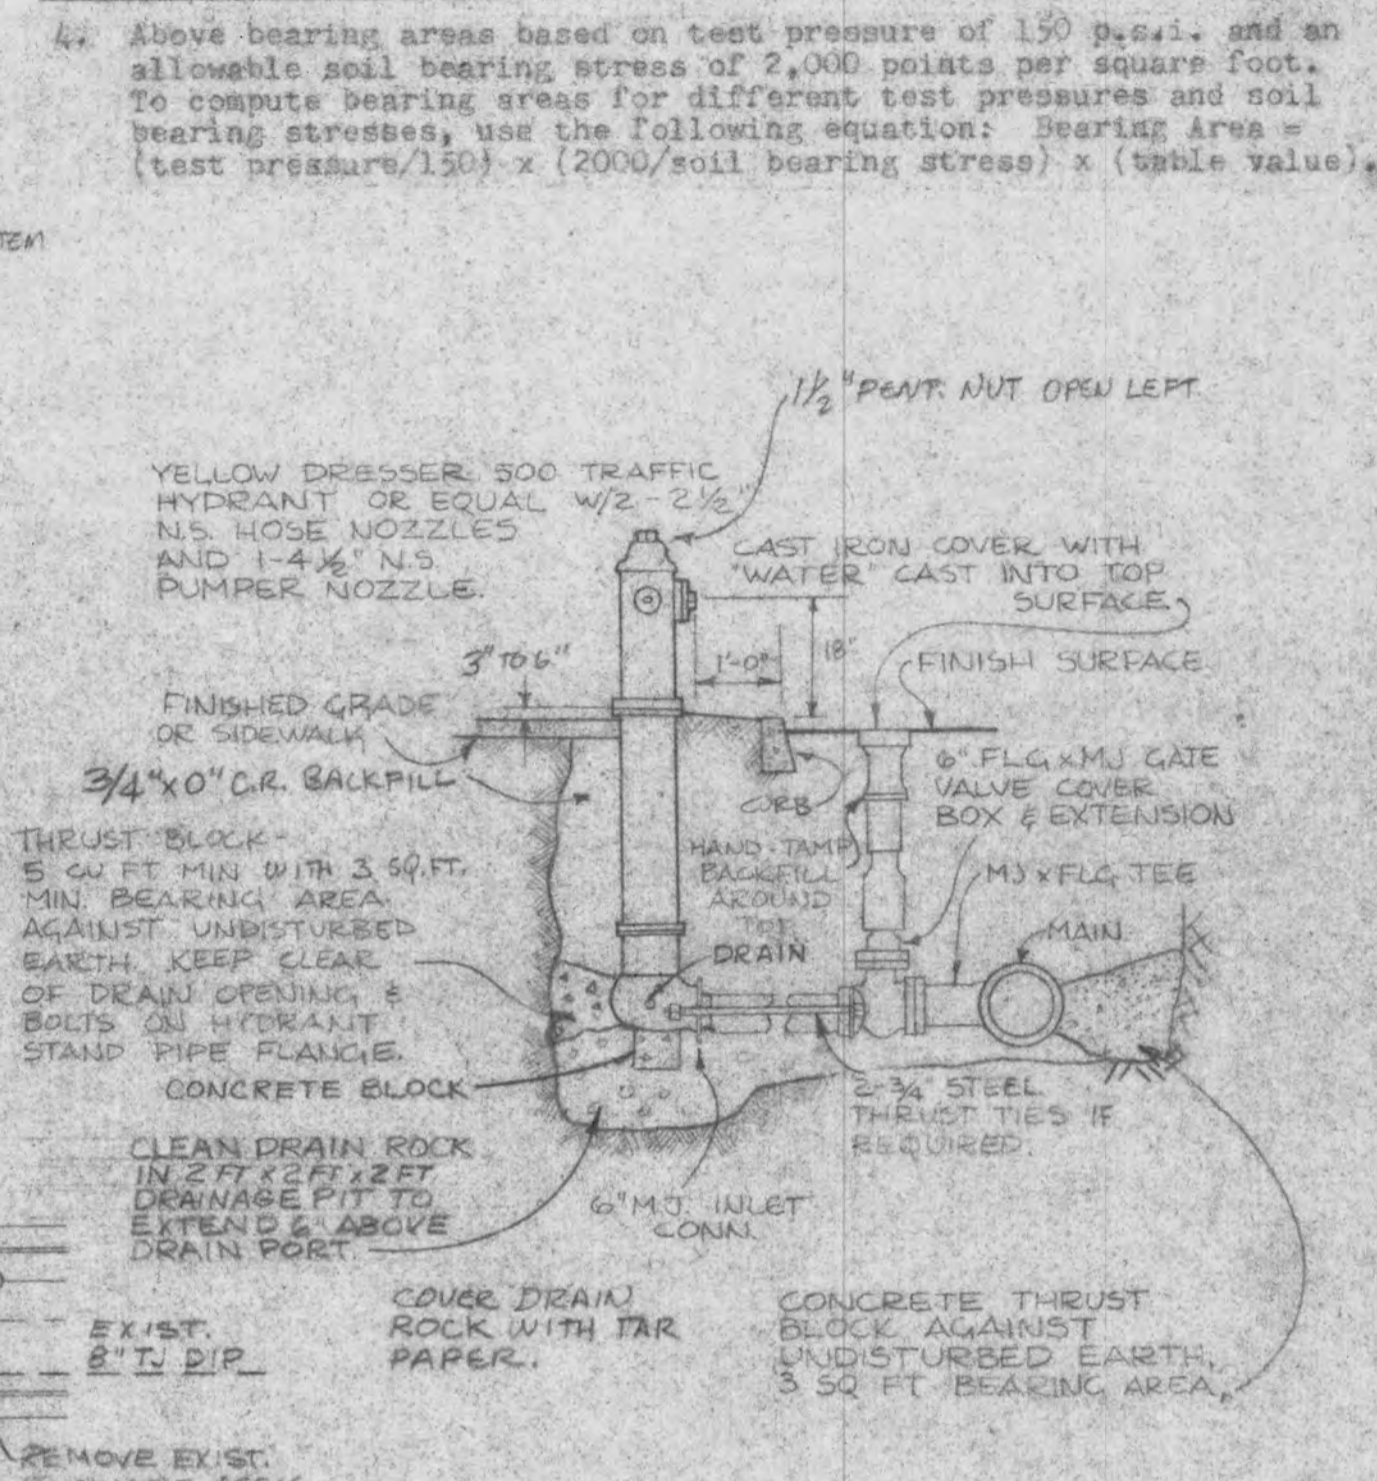 4. Above bearing areas based on test pressure of 150 p.s.i. and an
allowable soil bearing stress of 2,000 points per square foot.
To compute bearing areas for different test pressures and soil
bearing stresses, use the following equation: Bearing Area =
(test pressure/150) x (2000/soil bearing stress) x (table value).
TEM
1½" PENT. NUT OPEN LEFT
YELLOW DRESSER 500 TRAFFIC
HYDRANT OR EQUAL W/2-2½"
N.S. HOSE NOZZLES
AND 1-4½" N.S.
PUMPER NOZZLE.
CAST IRON COVER WITH
"WATER" CAST INTO TOP
SURFACE
3" TO 6"
1'-0"
18"
FINISH SURFACE
FINISHED GRADE
OR SIDEWALK
3/4"x0" C.R. BACKFILL
CURB
6" FLG x MJ GATE
VALVE COVER
BOX & EXTENSION
THRUST BLOCK-
5 CU FT MIN WITH 3 SQ.FT.
MIN. BEARING AREA
AGAINST UNDISTURBED
EARTH. KEEP CLEAR
OF DRAIN OPENING &
BOLTS ON HYDRANT
STAND PIPE FLANGE.
HAND-TAMP
BACKFILL
AROUND
MJ x FLG TEE
MAIN
DRAIN
CONCRETE BLOCK
2-3/4" STEEL
THRUST TIES IF
REQUIRED.
CLEAN DRAIN ROCK
IN 2 FT x 2 FT x 2 FT
DRAINAGE PIT TO
EXTEND 6" ABOVE
DRAIN PORT.
6" M.J. INLET
CONN.
COVER DRAIN
ROCK WITH TAR
PAPER.
CONCRETE THRUST
BLOCK AGAINST
UNDISTURBED EARTH,
3 SQ FT BEARING AREA.
EXIST.
8" TJ DIP
REMOVE EXIST.